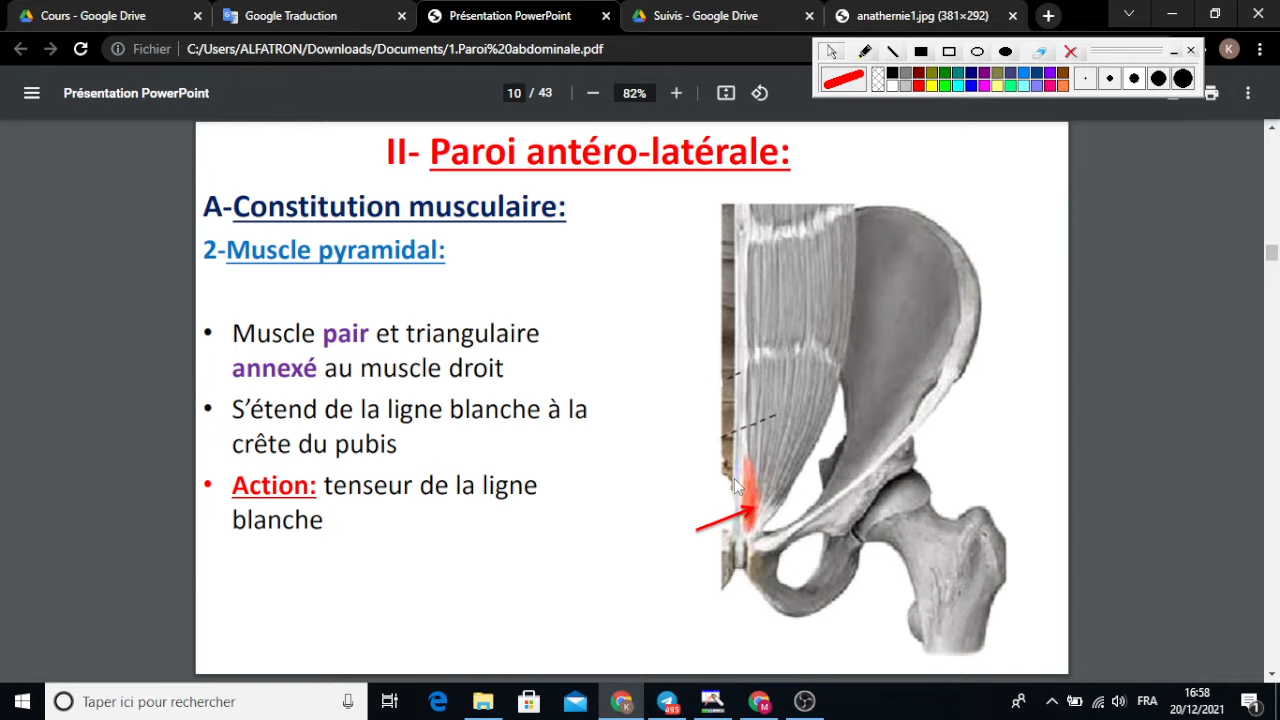 Cours - Google Drive
Google Traduction
Présentation PowerPoint
Suivis - Google Drive
anathernie1.jpg (381×292)
Fichier
C:/Users/ALFATRON/Downloads/Documents/1.Paroi%20abdominale.pdf
K
Présentation PowerPoint
10 / 43
82%
II- Paroi antéro-latérale:
A-Constitution musculaire:
2-Muscle pyramidal:
• Muscle pair et triangulaire
annexé au muscle droit
• S’étend de la ligne blanche à la
crête du pubis
• Action: tenseur de la ligne
blanche
Taper ici pour rechercher
K
495
M
FRA
16:58
20/12/2021
1